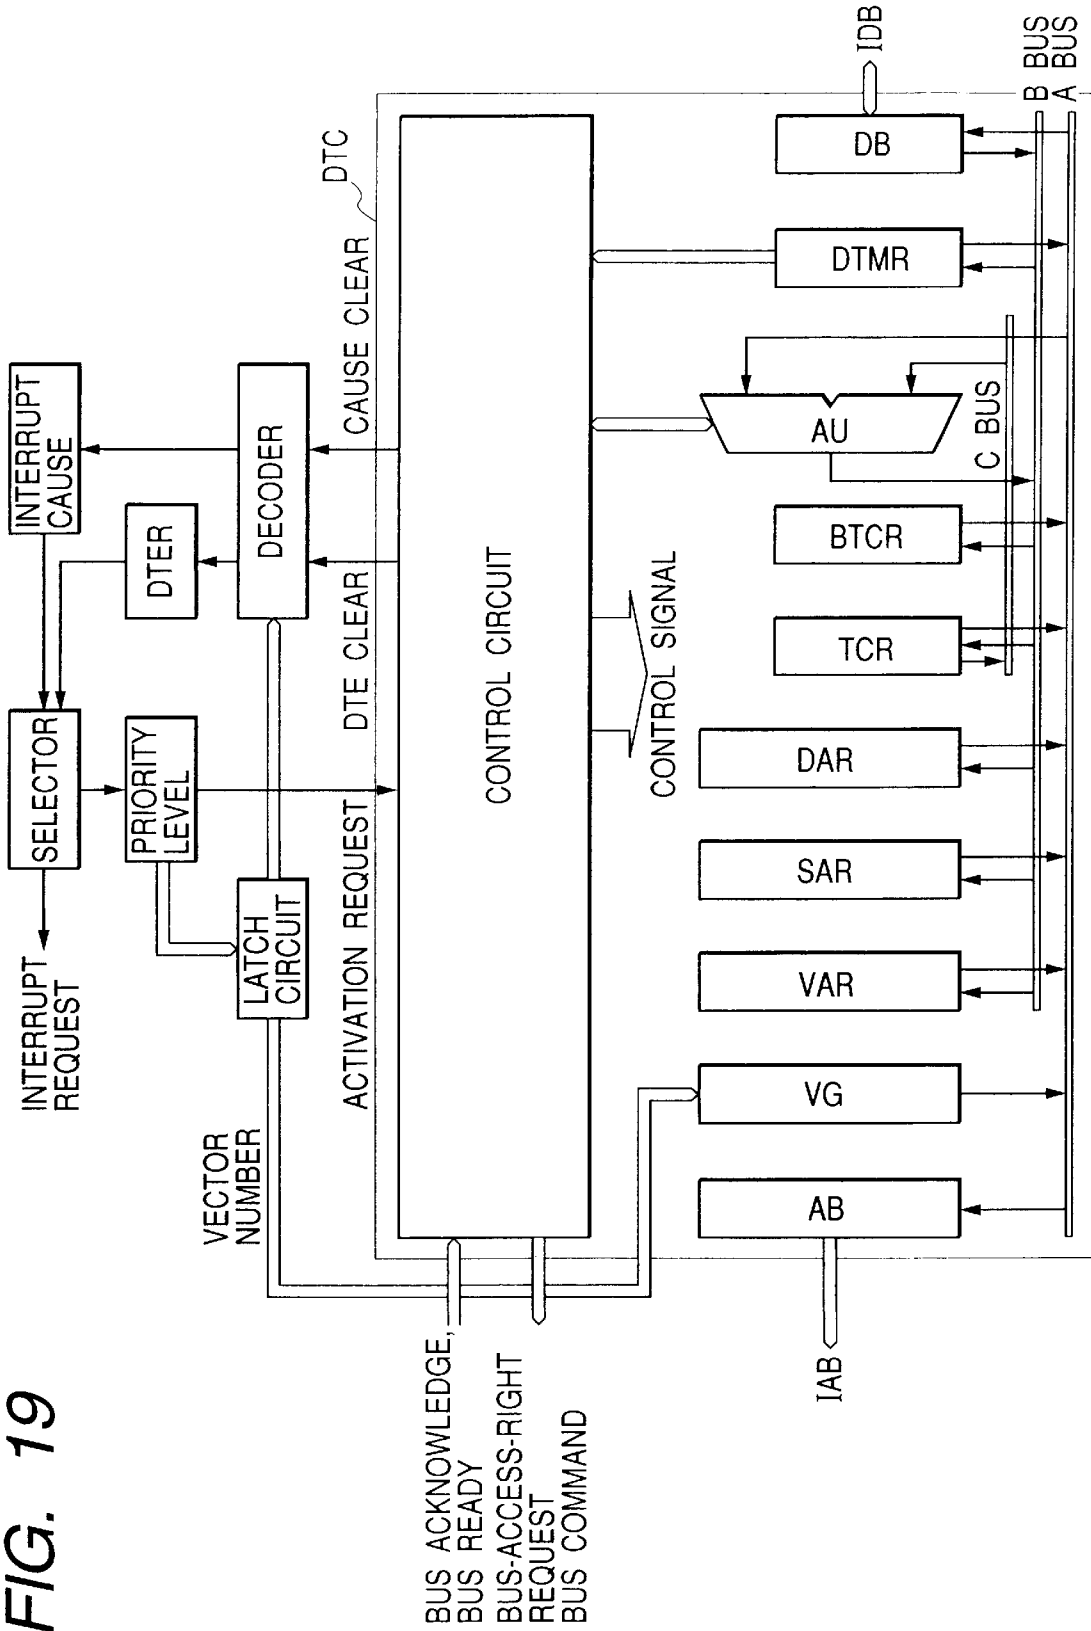 FIG. 19
INTERRUPT
REQUEST
SELECTOR
INTERRUPT
CAUSE
PRIORITY
LEVEL
DTER
VECTOR
NUMBER
LATCH
CIRCUIT
DECODER
ACTIVATION REQUEST
DTE CLEAR
CAUSE CLEAR
DTC
BUS ACKNOWLEDGE,
BUS READY
BUS-ACCESS-RIGHT
REQUEST
BUS COMMAND
CONTROL CIRCUIT
CONTROL SIGNAL
IAB
AB
VG
VAR
SAR
DAR
TCR
BTCR
AU
DTMR
DB
IDB
C BUS
B BUS
A BUS